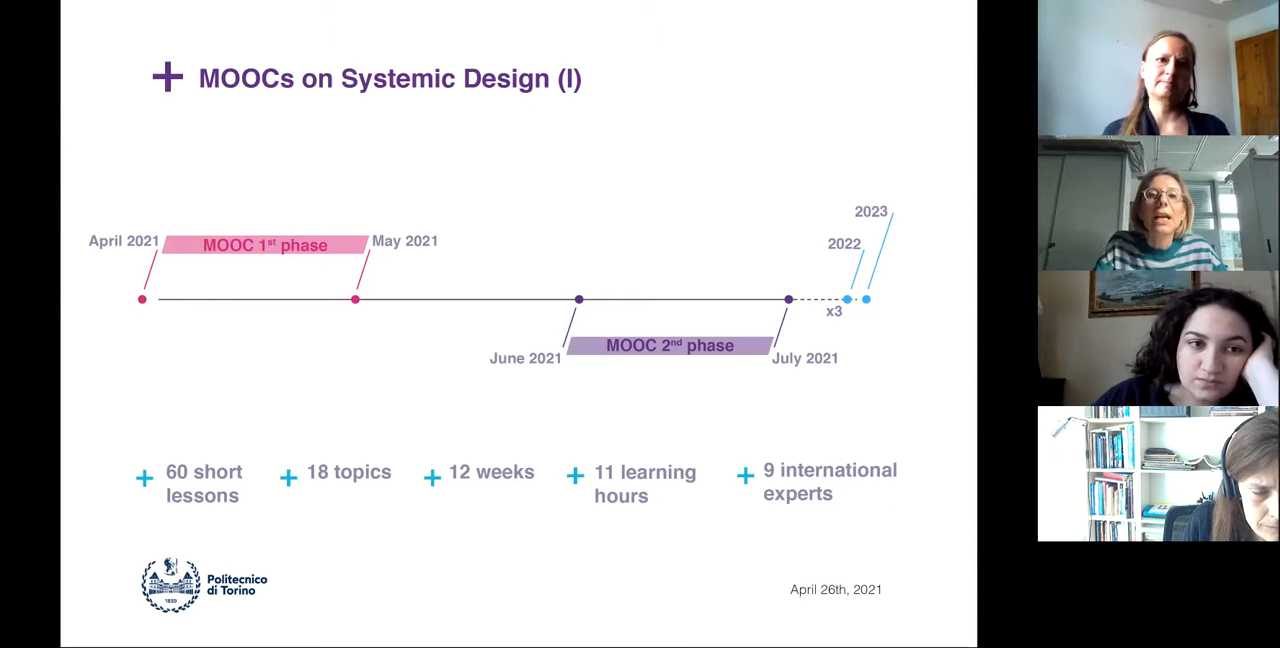 MOOCs on Systemic Design (I)
2023
April 2021
MOOC 1st phase
May 2021
2022
x3
June 2021
MOOC 2nd phase
July 2021
+ 60 short
lessons
+ 18 topics
+ 12 weeks
+ 11 learning
hours
+ 9 international
experts
Politecnico
di Torino
1859
April 26th, 2021